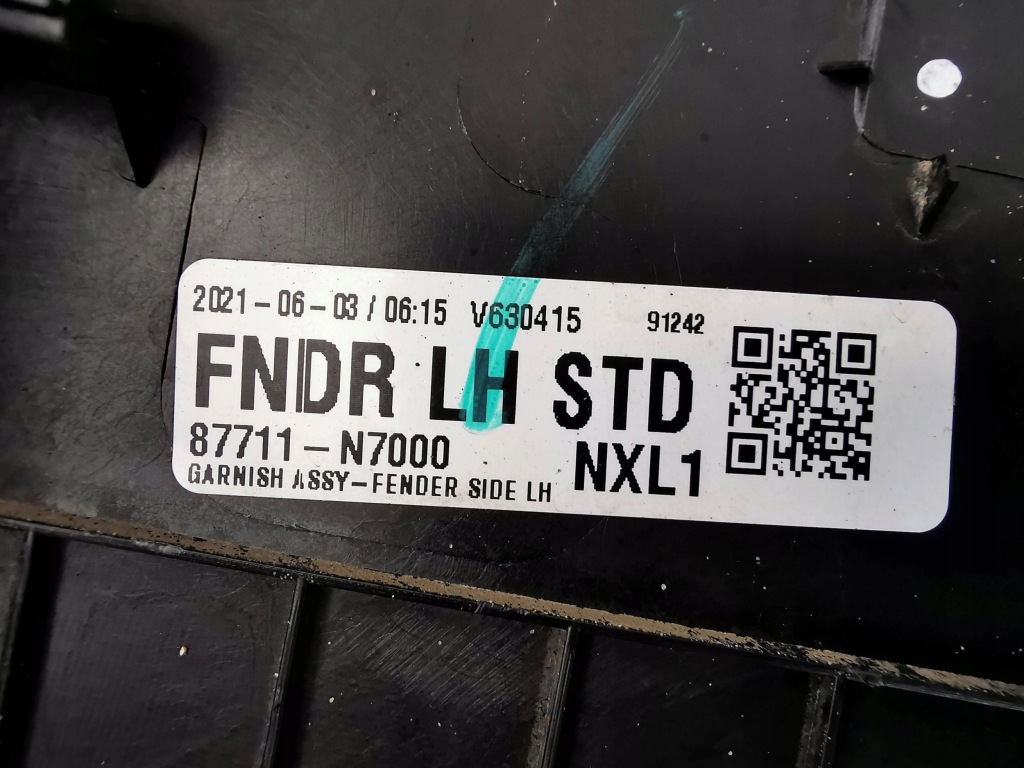 2021-06-03/06:15 V630415 91242
FNDR LH STD
87711-N7000
NXL1
GARNISH ASSY-FENDER SIDE LH